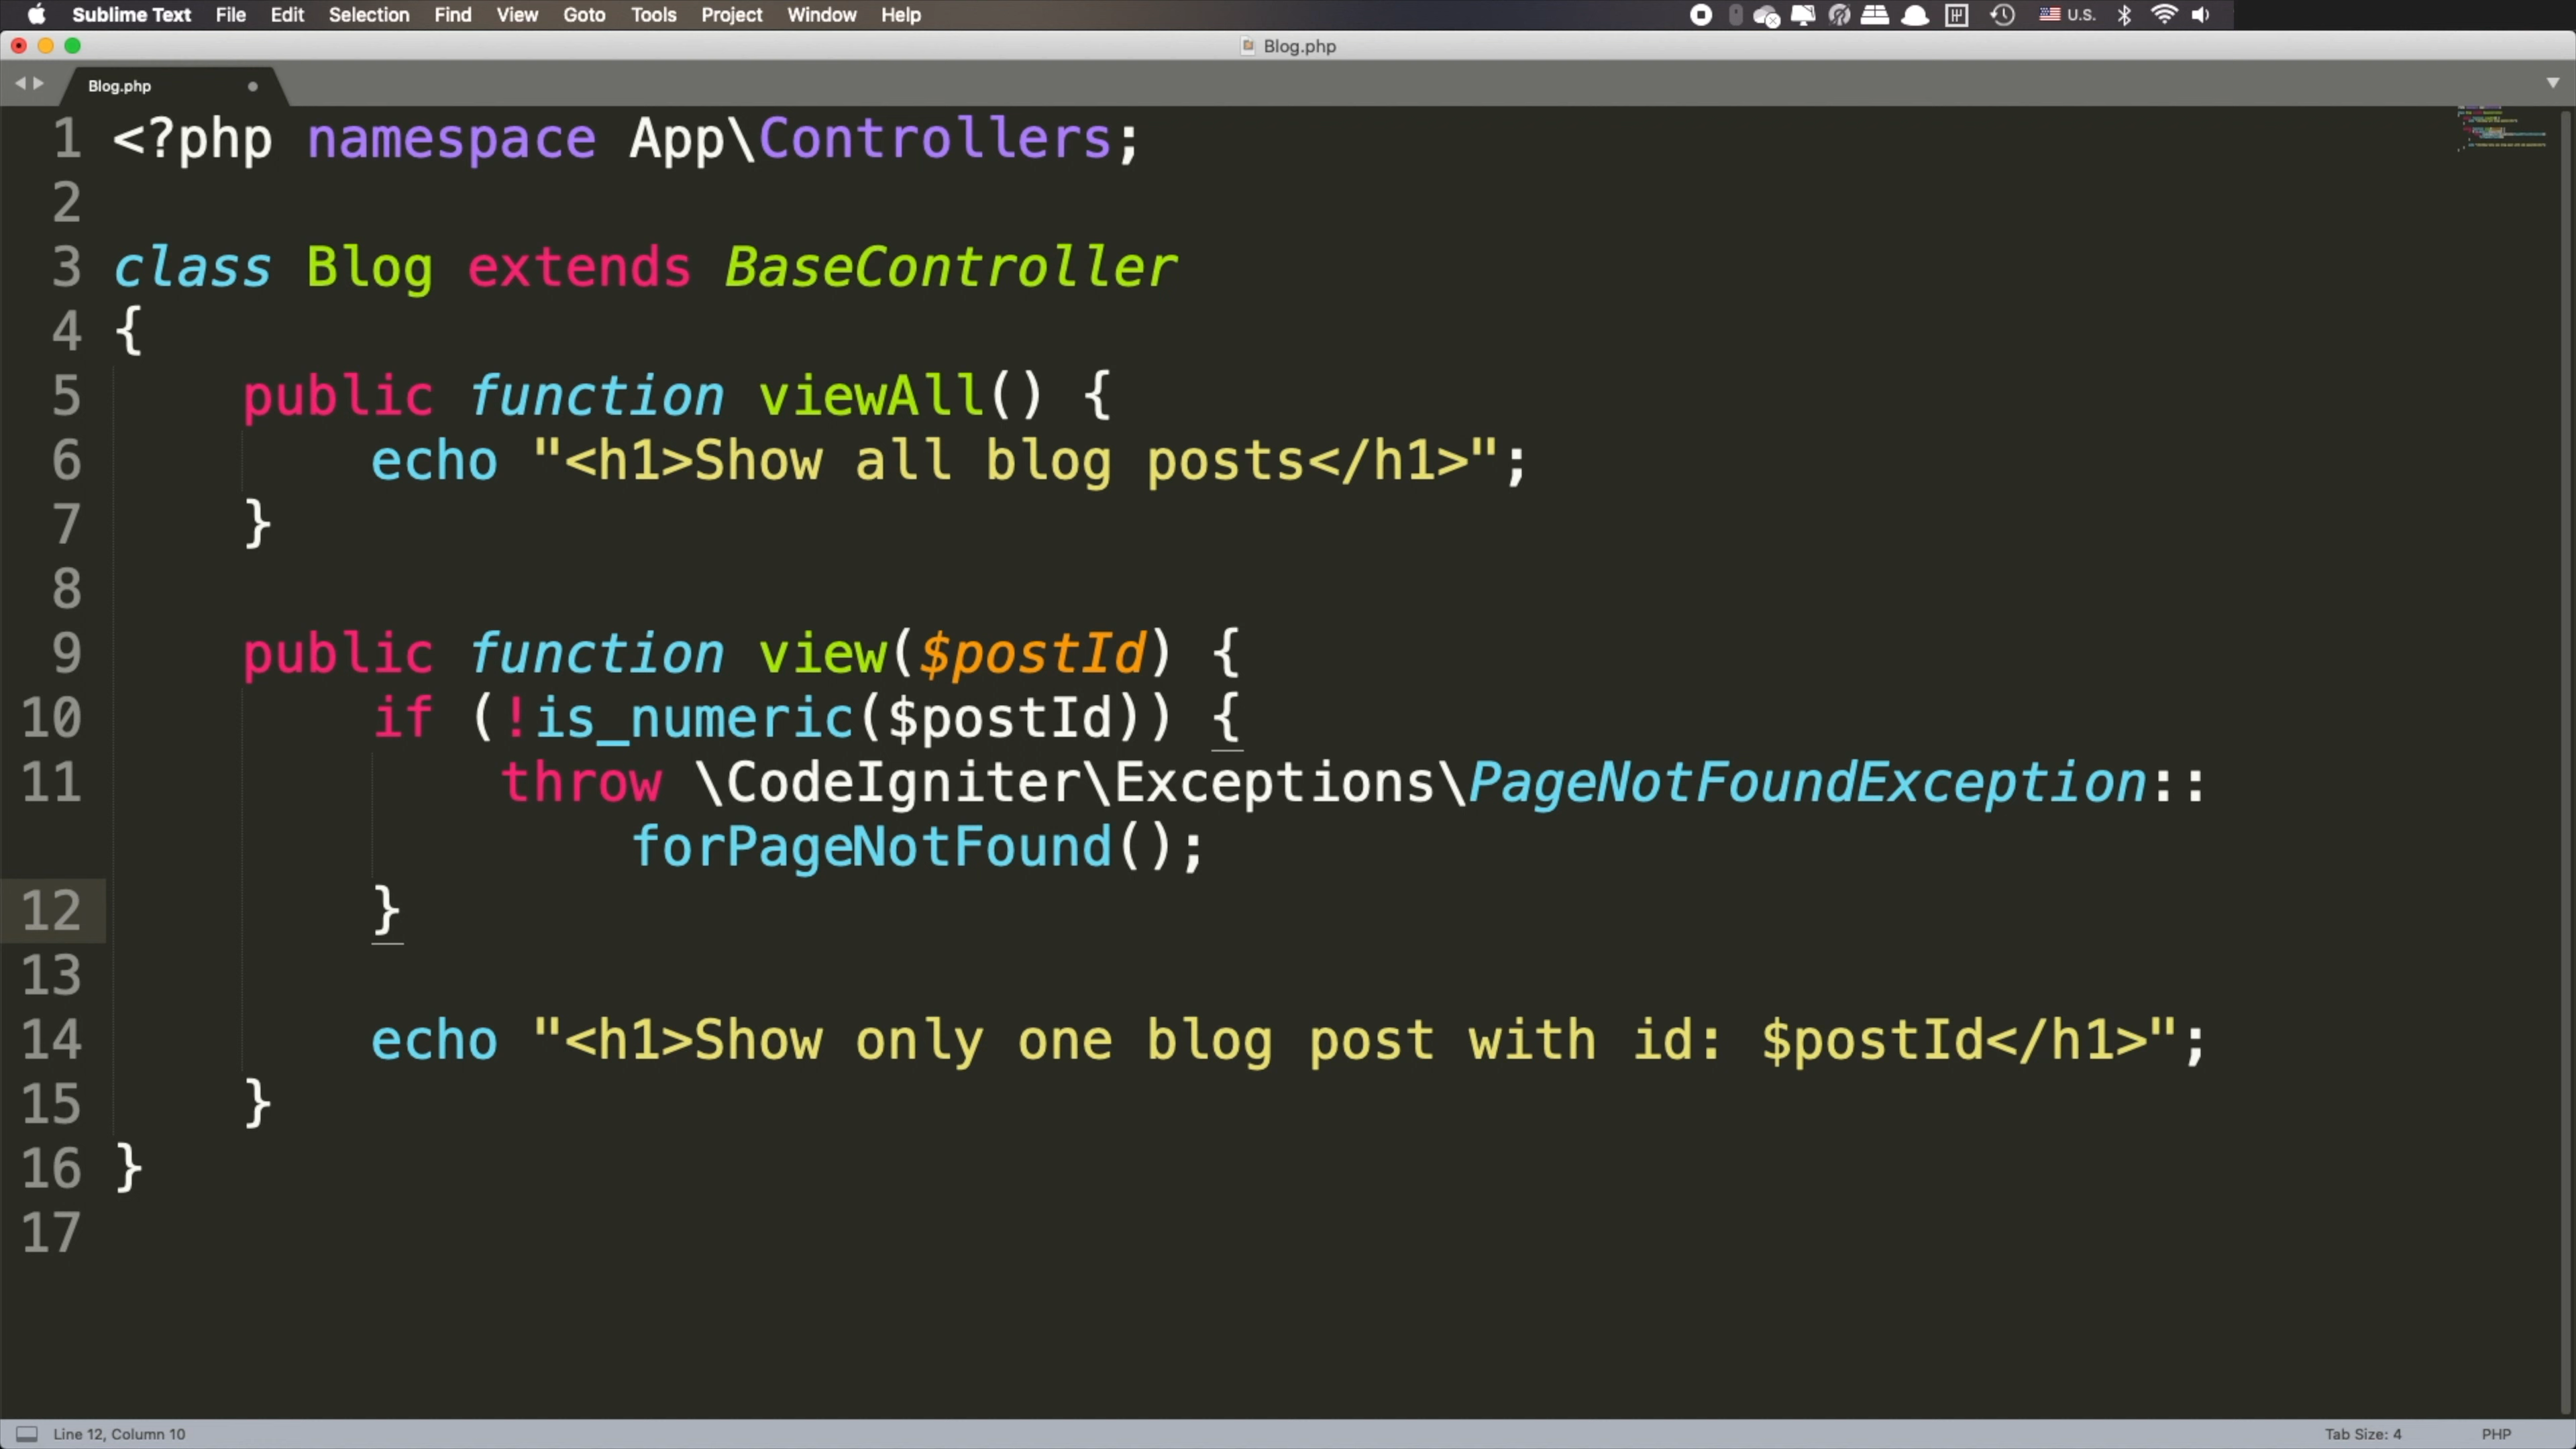 Sublime Text File Edit Selection Find View Goto Tools Project Window Help U.S.
Blog.php
Blog.php
1 <?php namespace App\Controllers;
2
3 class Blog extends BaseController
4 {
5 public function viewAll() {
6 echo "<h1>Show all blog posts</h1>";
7 }
8
9 public function view($postId) {
10 if (!is_numeric($postId)) {
11 throw \CodeIgniter\Exceptions\PageNotFoundException::
forPageNotFound();
12 }
13
14 echo "<h1>Show only one blog post with id: $postId</h1>";
15 }
16 }
17
Line 12, Column 10 Tab Size: 4 PHP